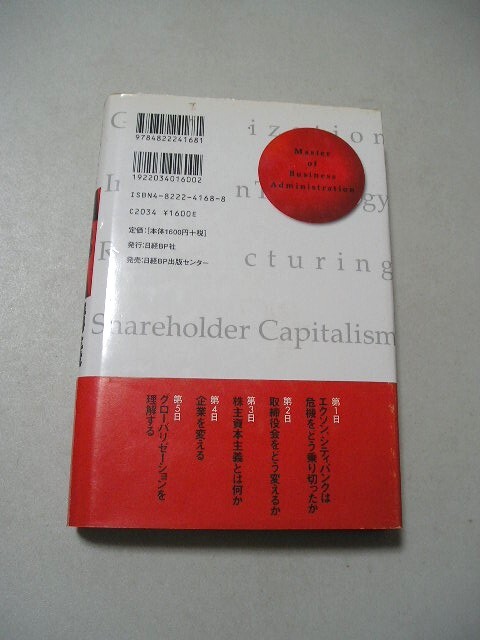 9784822241681
1922034016002
ISBN4-8222-4168-8
C2034 ¥1600E
定価:[本体1600円+税]
発行:日経BP社
発売:日経BP出版センター
Master
of
Business
Administration
Shareholder Capitalism
第1日
エクソン、シティバンクは
危機をどう乗り切ったか
第2日
取締役会をどう変えるか
第3日
株主資本主義とは何か
第4日
企業を変える
第5日
グローバリゼーションを
理解する